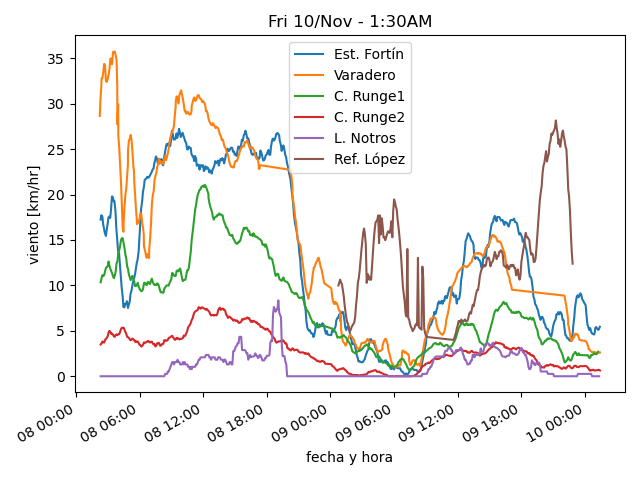 Fri 10/Nov - 1:30AM
Est. Fortín
Varadero
C. Runge1
C. Runge2
L. Notros
Ref. López
viento [km/hr]
35
30
25
20
15
10
5
0
08 00:00
08 06:00
08 12:00
08 18:00
09 00:00
09 06:00
09 12:00
09 18:00
10 00:00
fecha y hora